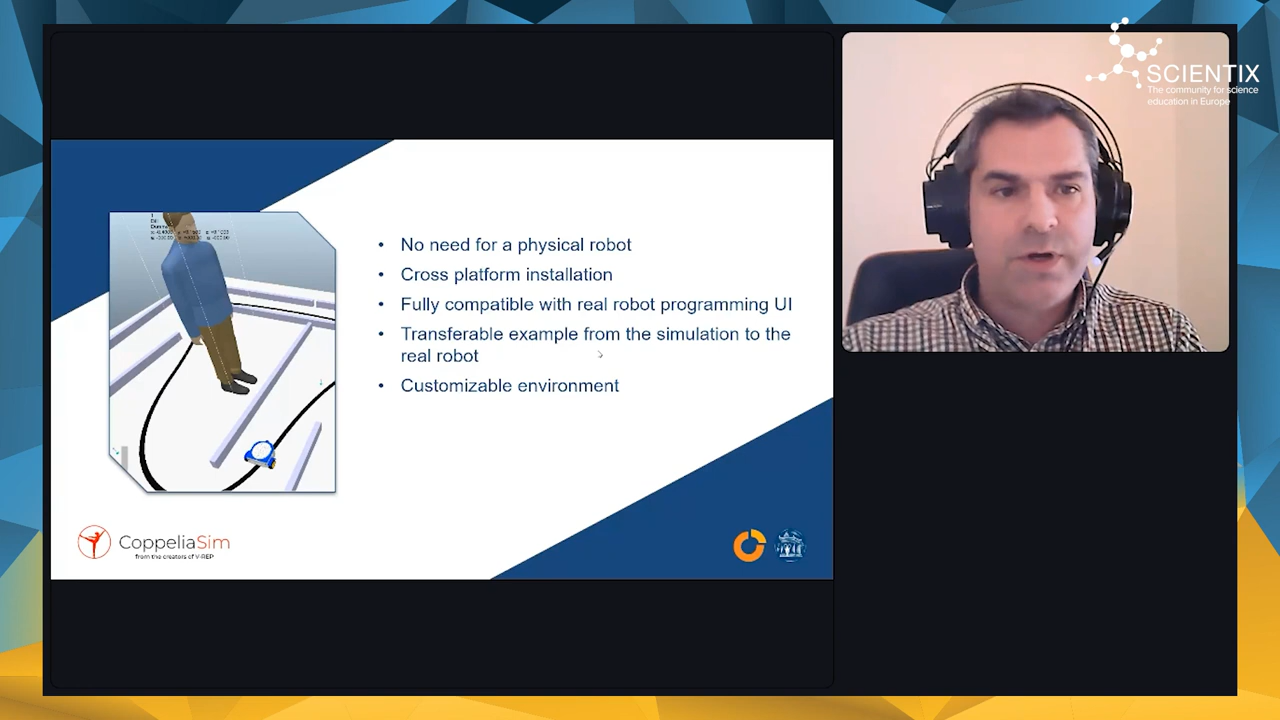 SCIENTIX
The community for science
education in Europe
• No need for a physical robot
• Cross platform installation
• Fully compatible with real robot programming UI
• Transferable example from the simulation to the
real robot
• Customizable environment
CoppeliaSim
from the creators of V-REP